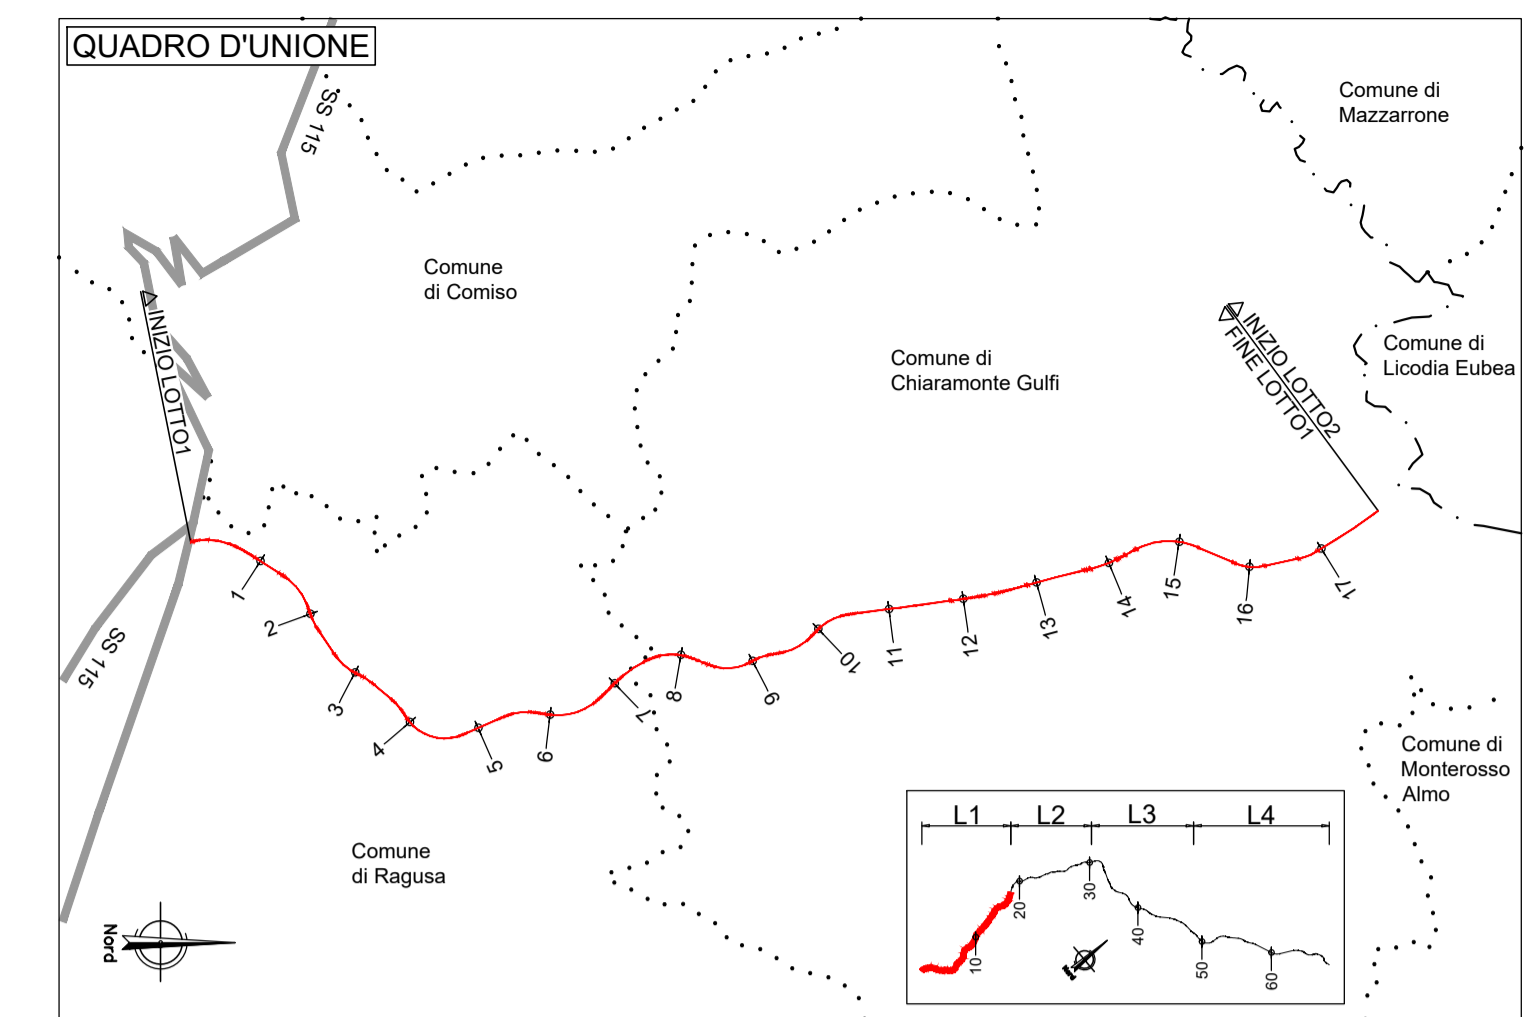 QUADRO D'UNIONE
SS 115
Comune di
Mazzarrone
Comune
di Comiso
INIZIO LOTTO1
Comune di
Chiaramonte Gulfi
INIZIO LOTTO2
FINE LOTTO1
Comune di
Licodia Eubea
SS 115
1
2
3
4
5
6
7
8
9
10
11
12
13
14
15
16
17
Comune di
Monterosso
Almo
Comune
di Ragusa
Nord
L1
L2
L3
L4
10
20
30
40
50
60